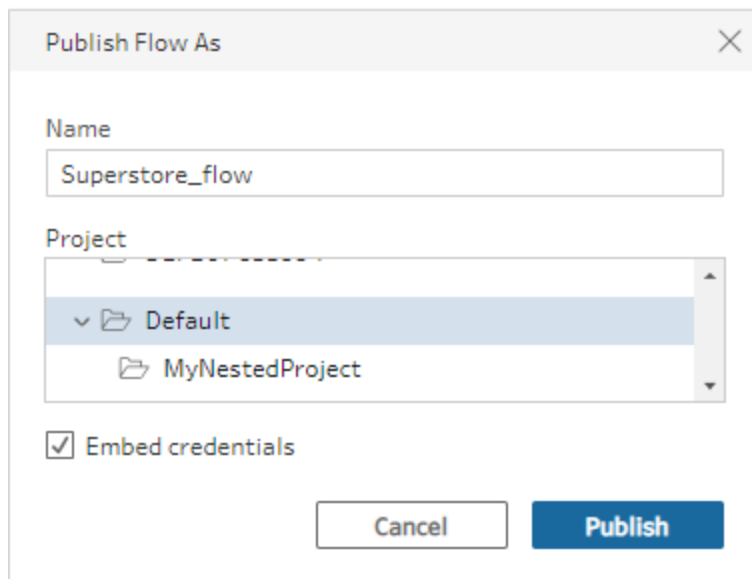 Publish Flow As
Name
Superstore_flow
Project
Default
MyNestedProject
Embed credentials
Cancel
Publish